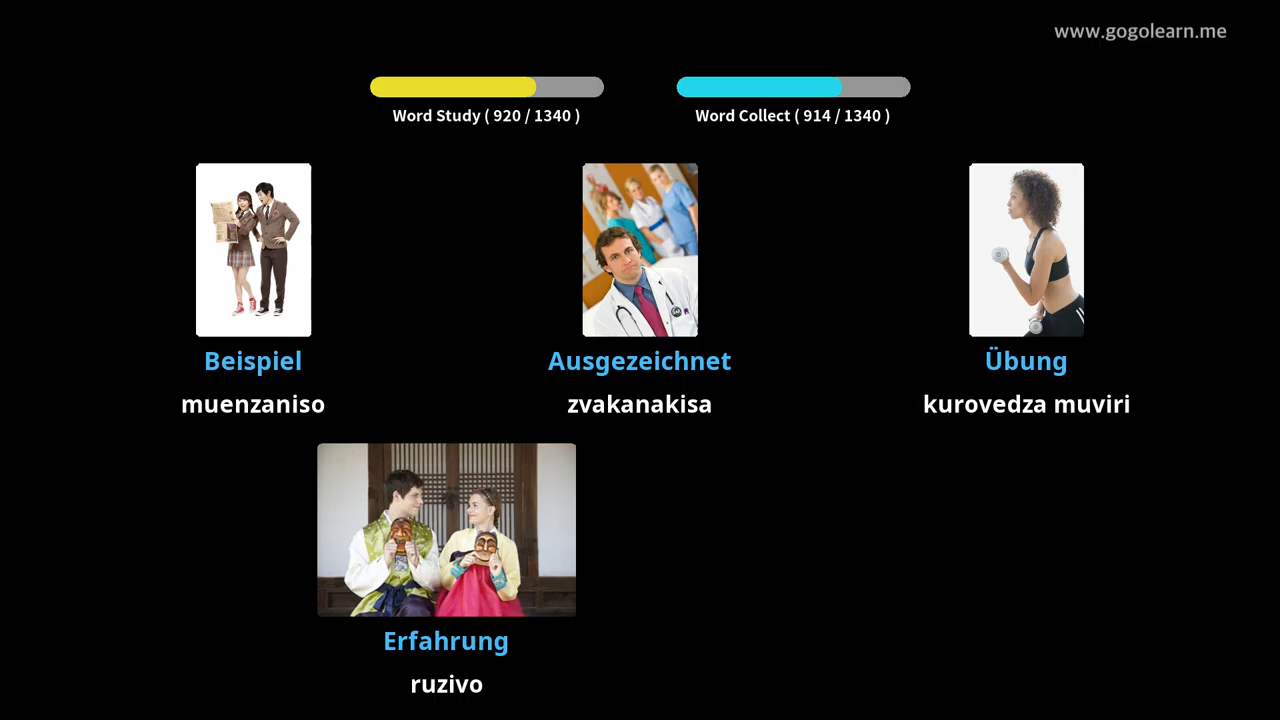 www.gogolearn.me
Word Study ( 920 / 1340 )
Word Collect ( 914 / 1340 )
Beispiel
muenzaniso
Ausgezeichnet
zvakanakisa
Übung
kurovedza muviri
Erfahrung
ruzivo